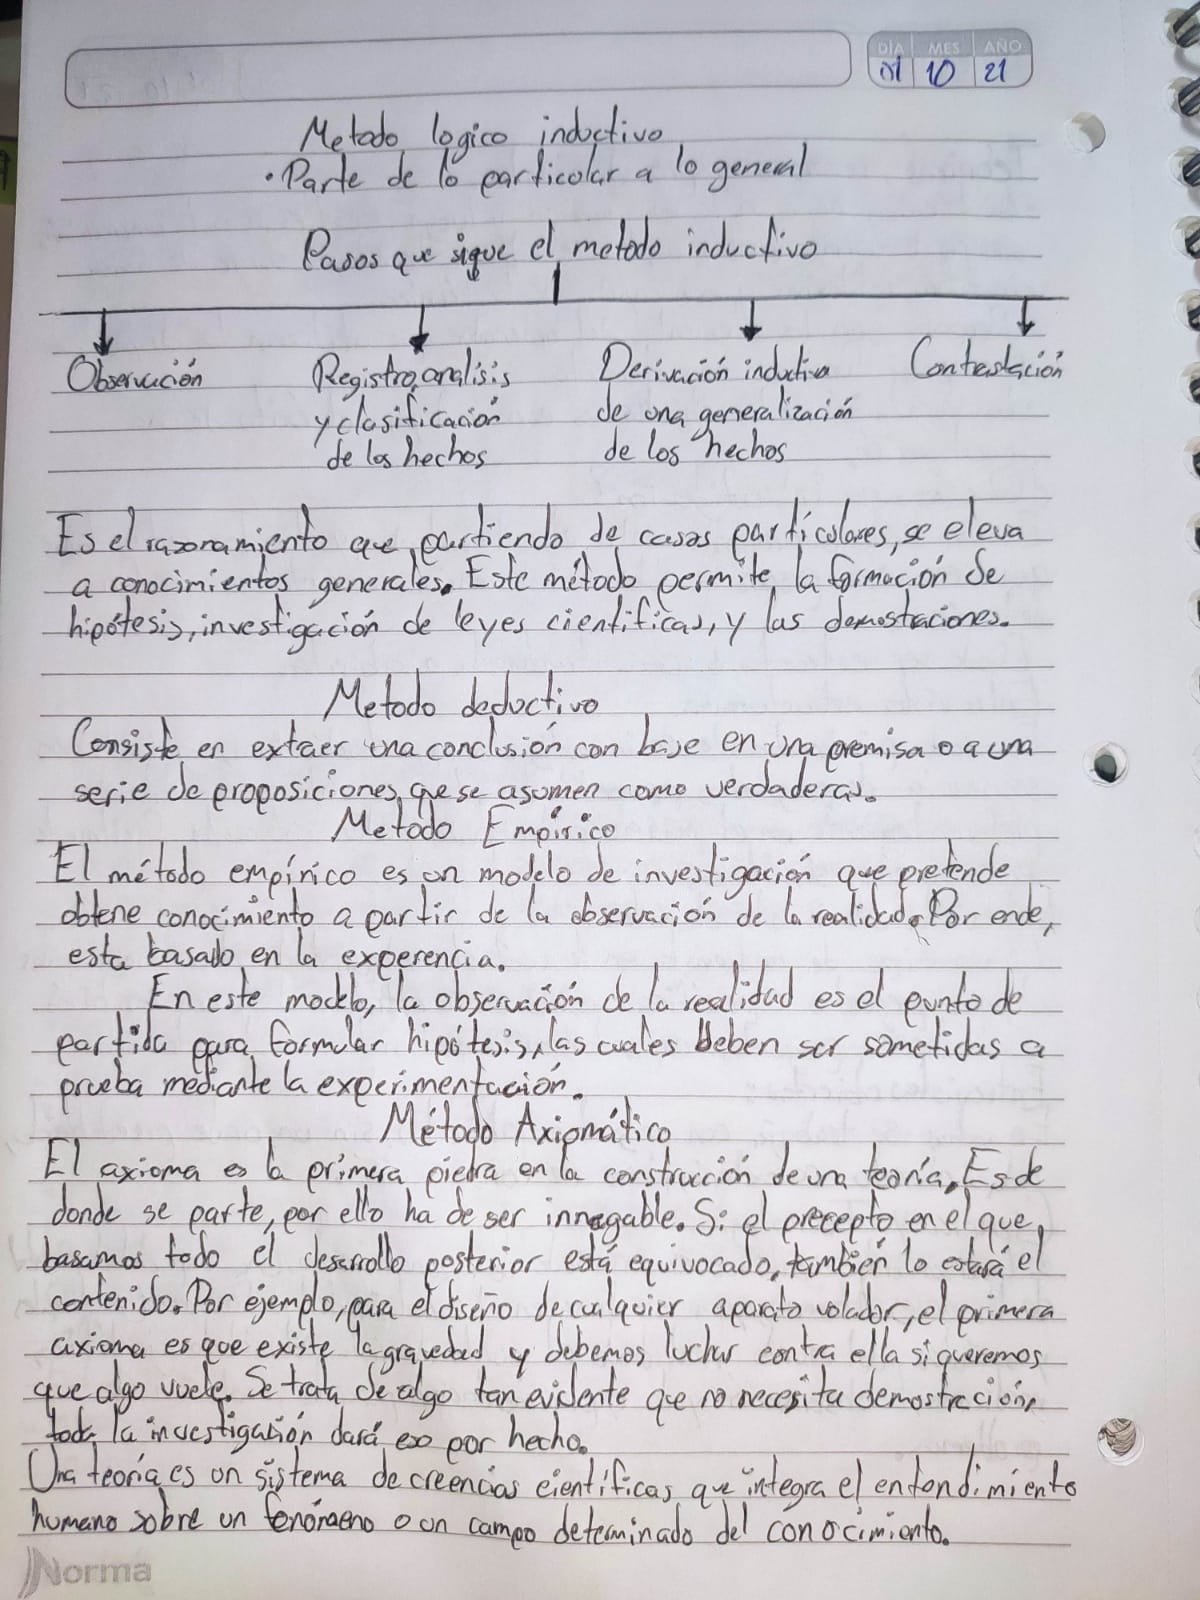 DÍA MES AÑO
01 10 21
Metodo logico inductivo
· Parte de lo particular a lo general
Pasos que sigue el metodo inductivo
Observación
Registro, analisis
y clasificación
de los hechos
Derivación inductiva
de una generalización
de los hechos
Contrastación
Es el razonamiento que, partiendo de casos particulares, se eleva
a conocimientos generales. Este método permite la formación de
hipótesis, investigación de leyes científicas, y las demostraciones.
Metodo deductivo
Consiste en extraer una conclusión con base en una premisa o a una
serie de proposiciones que se asumen como verdaderas.
Metodo Empírico
El método empírico es un modelo de investigación que pretende
obtene conocimiento a partir de la observación de la realidad. Por ende,
esta basado en la experencia.
En este modelo, la observación de la realidad es el punto de
partida para formular hipótesis, las cuales deben ser sometidas a
prueba mediante la experimentación.
Método Axiomático
El axioma es la primera piedra en la construcción de una teoría. Es de
donde se parte, por ello ha de ser innegable. Si el precepto en el que
basamos todo el desarrollo posterior está equivocado, también lo estará el
contenido. Por ejemplo, para el diseño de cualquier aparato volador, el primera
axioma es que existe la gravedad y debemos luchar contra ella si queremos
que algo vuele. Se trata de algo tan evidente que no necesita demostración,
toda la investigación dará eso por hecho.
Una teoría es un sistema de creencias científicas que integra el entendimiento
humano sobre un fenómeno o un campo determinado del conocimiento.
Norma